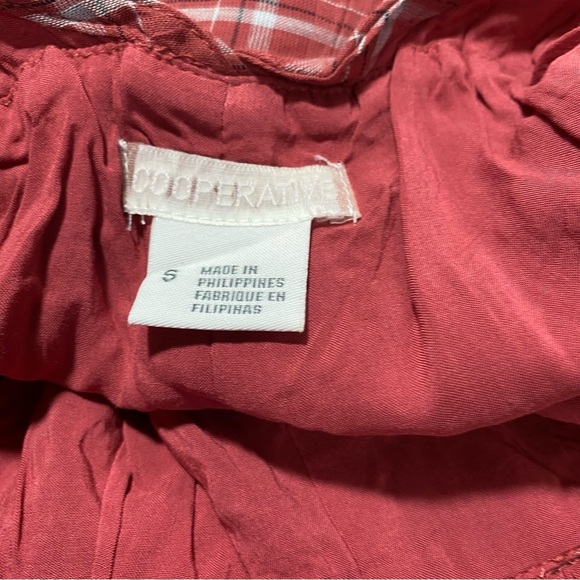 COOPERATIVE
S
MADE IN
PHILIPPINES
FABRIQUE EN
FILIPINAS